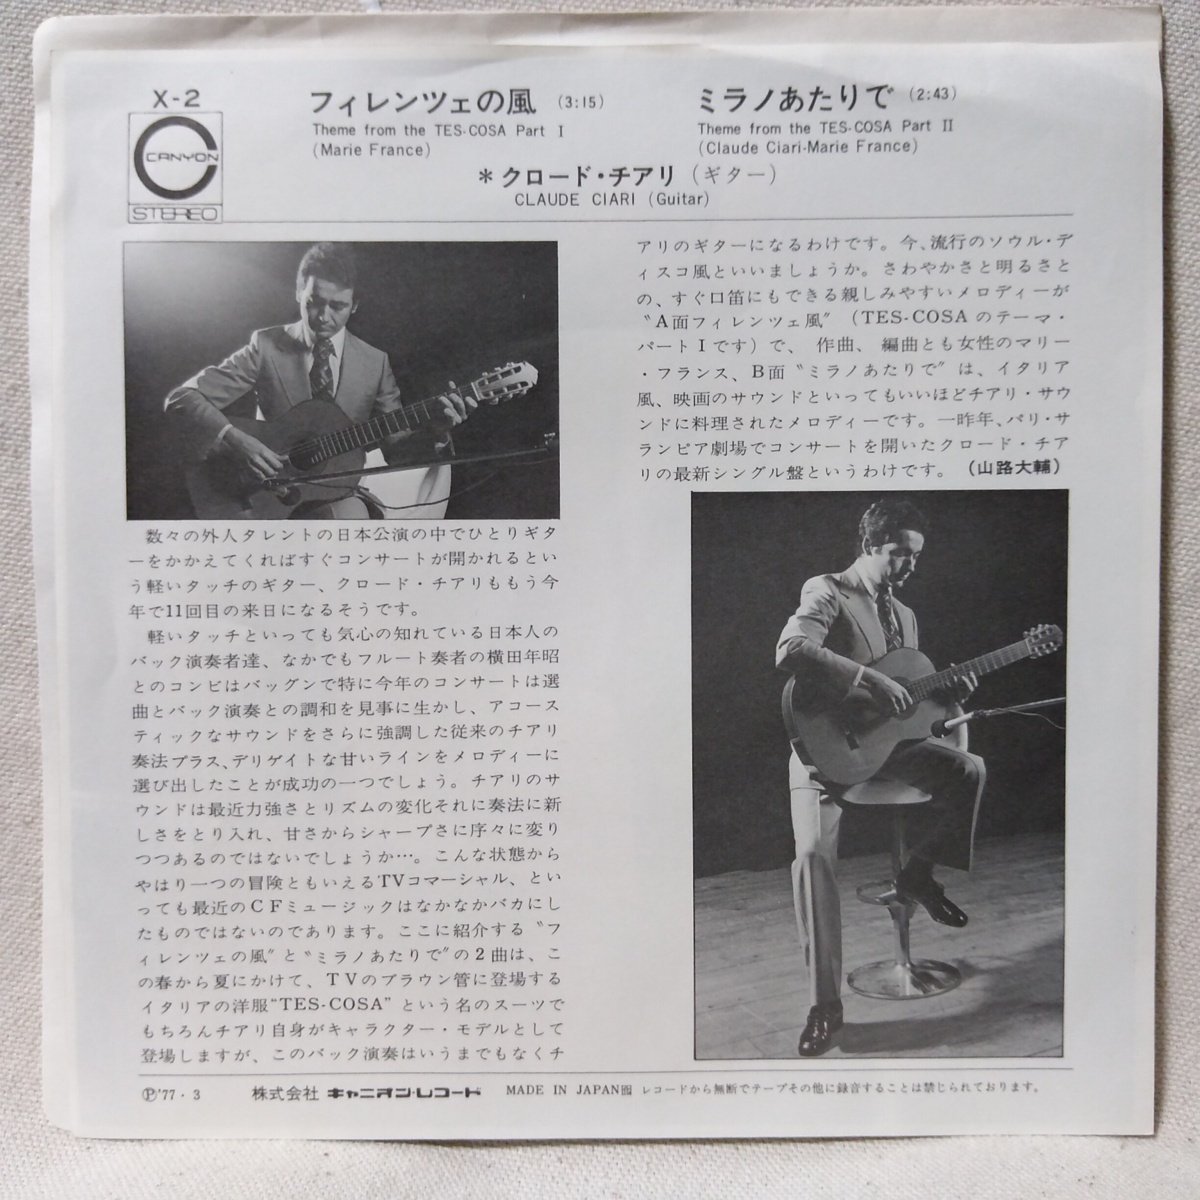 X-2
CANYON
STEREO
フィレンツェの風 (3:15)
Theme from the TES-COSA Part I
(Marie France)
ミラノあたりで (2:43)
Theme from the TES-COSA Part II
(Claude Ciari-Marie France)
＊クロード・チアリ(ギター)
CLAUDE CIARI (Guitar)
数々の外人タレントの日本公演の中でひとりギタ
ーをかかえてくればすぐコンサートが開かれるとい
う軽いタッチのギター、クロード・チアリももう今
年で11回目の来日になるそうです。
軽いタッチといっても気心の知れている日本人の
バック演奏者達、なかでもフルート奏者の横田年昭
とのコンビはバツグンで特に今年のコンサートは選
曲とバック演奏との調和を見事に生かし、アコース
ティックなサウンドをさらに強調した従来のチアリ
奏法プラス、デリゲイトな甘いラインをメロディーに
選び出したことが成功の一つでしょう。チアリのサ
ウンドは最近力強さとリズムの変化それに奏法に新
しさをとり入れ、甘さからシャープさに序々に変り
つつあるのではないでしょうか…。こんな状態から
やはり一つの冒険ともいえるTVコマーシャル、とい
っても最近のCFミュージックはなかなかバカにし
たものではないのであります。ここに紹介する〝フ
ィレンツェの風〟と〝ミラノあたりで〟の2曲は、こ
の春から夏にかけて、TVのブラウン管に登場する
イタリアの洋服“TES-COSA”という名のスーツで
もちろんチアリ自身がキャラクター・モデルとして
登場しますが、このバック演奏はいうまでもなくチ
アリのギターになるわけです。今、流行のソウル・デ
ィスコ風といいましょうか。さわやかさと明るさと
の、すぐ口笛にもできる親しみやすいメロディーが
〝A面フィレンツェ風〟(TES-COSAのテーマ・
パートIです)で、作曲、編曲とも女性のマリー
・フランス、B面〝ミラノあたりで〟は、イタリア
風、映画のサウンドといってもいいほどチアリ・サウ
ンドに料理されたメロディーです。一昨年、パリ・サ
ランピア劇場でコンサートを開いたクロード・チア
リの最新シングル盤というわけです。(山路大輔)
Ⓟ'77・3
株式会社 キャニオン・レコード
MADE IN JAPAN
レコードから無断でテープその他に録音することは禁じられております。